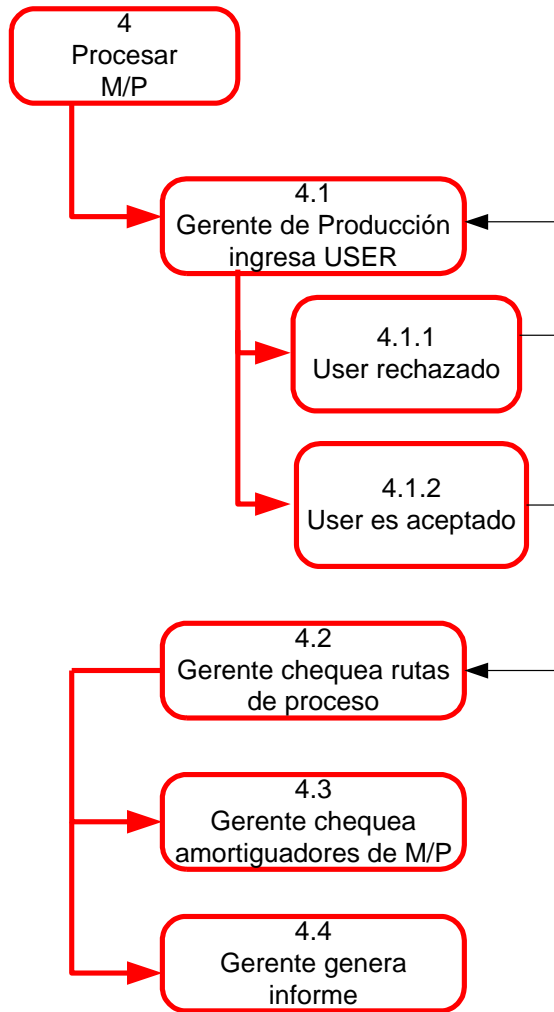 4
Procesar
M/P
4.1
Gerente de Producción
ingresa USER
4.1.1
User rechazado
4.1.2
User es aceptado
4.2
Gerente chequea rutas
de proceso
4.3
Gerente chequea
amortiguadores de M/P
4.4
Gerente genera
informe